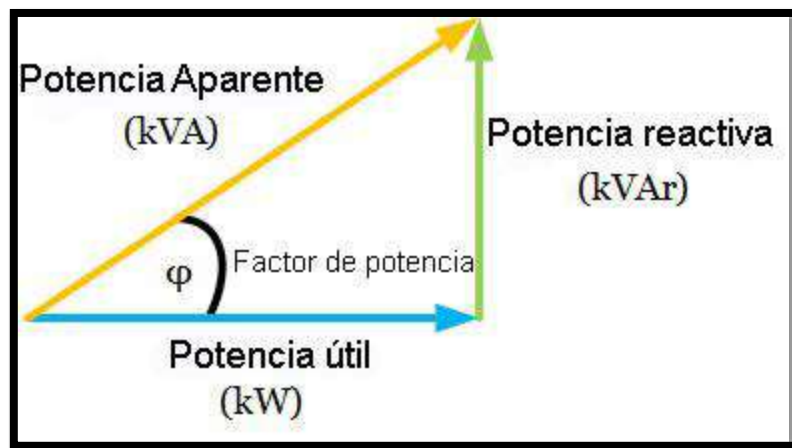 Potencia Aparente
(kVA)
Potencia reactiva
(kVAr)
φ
Factor de potencia
Potencia útil
(kW)